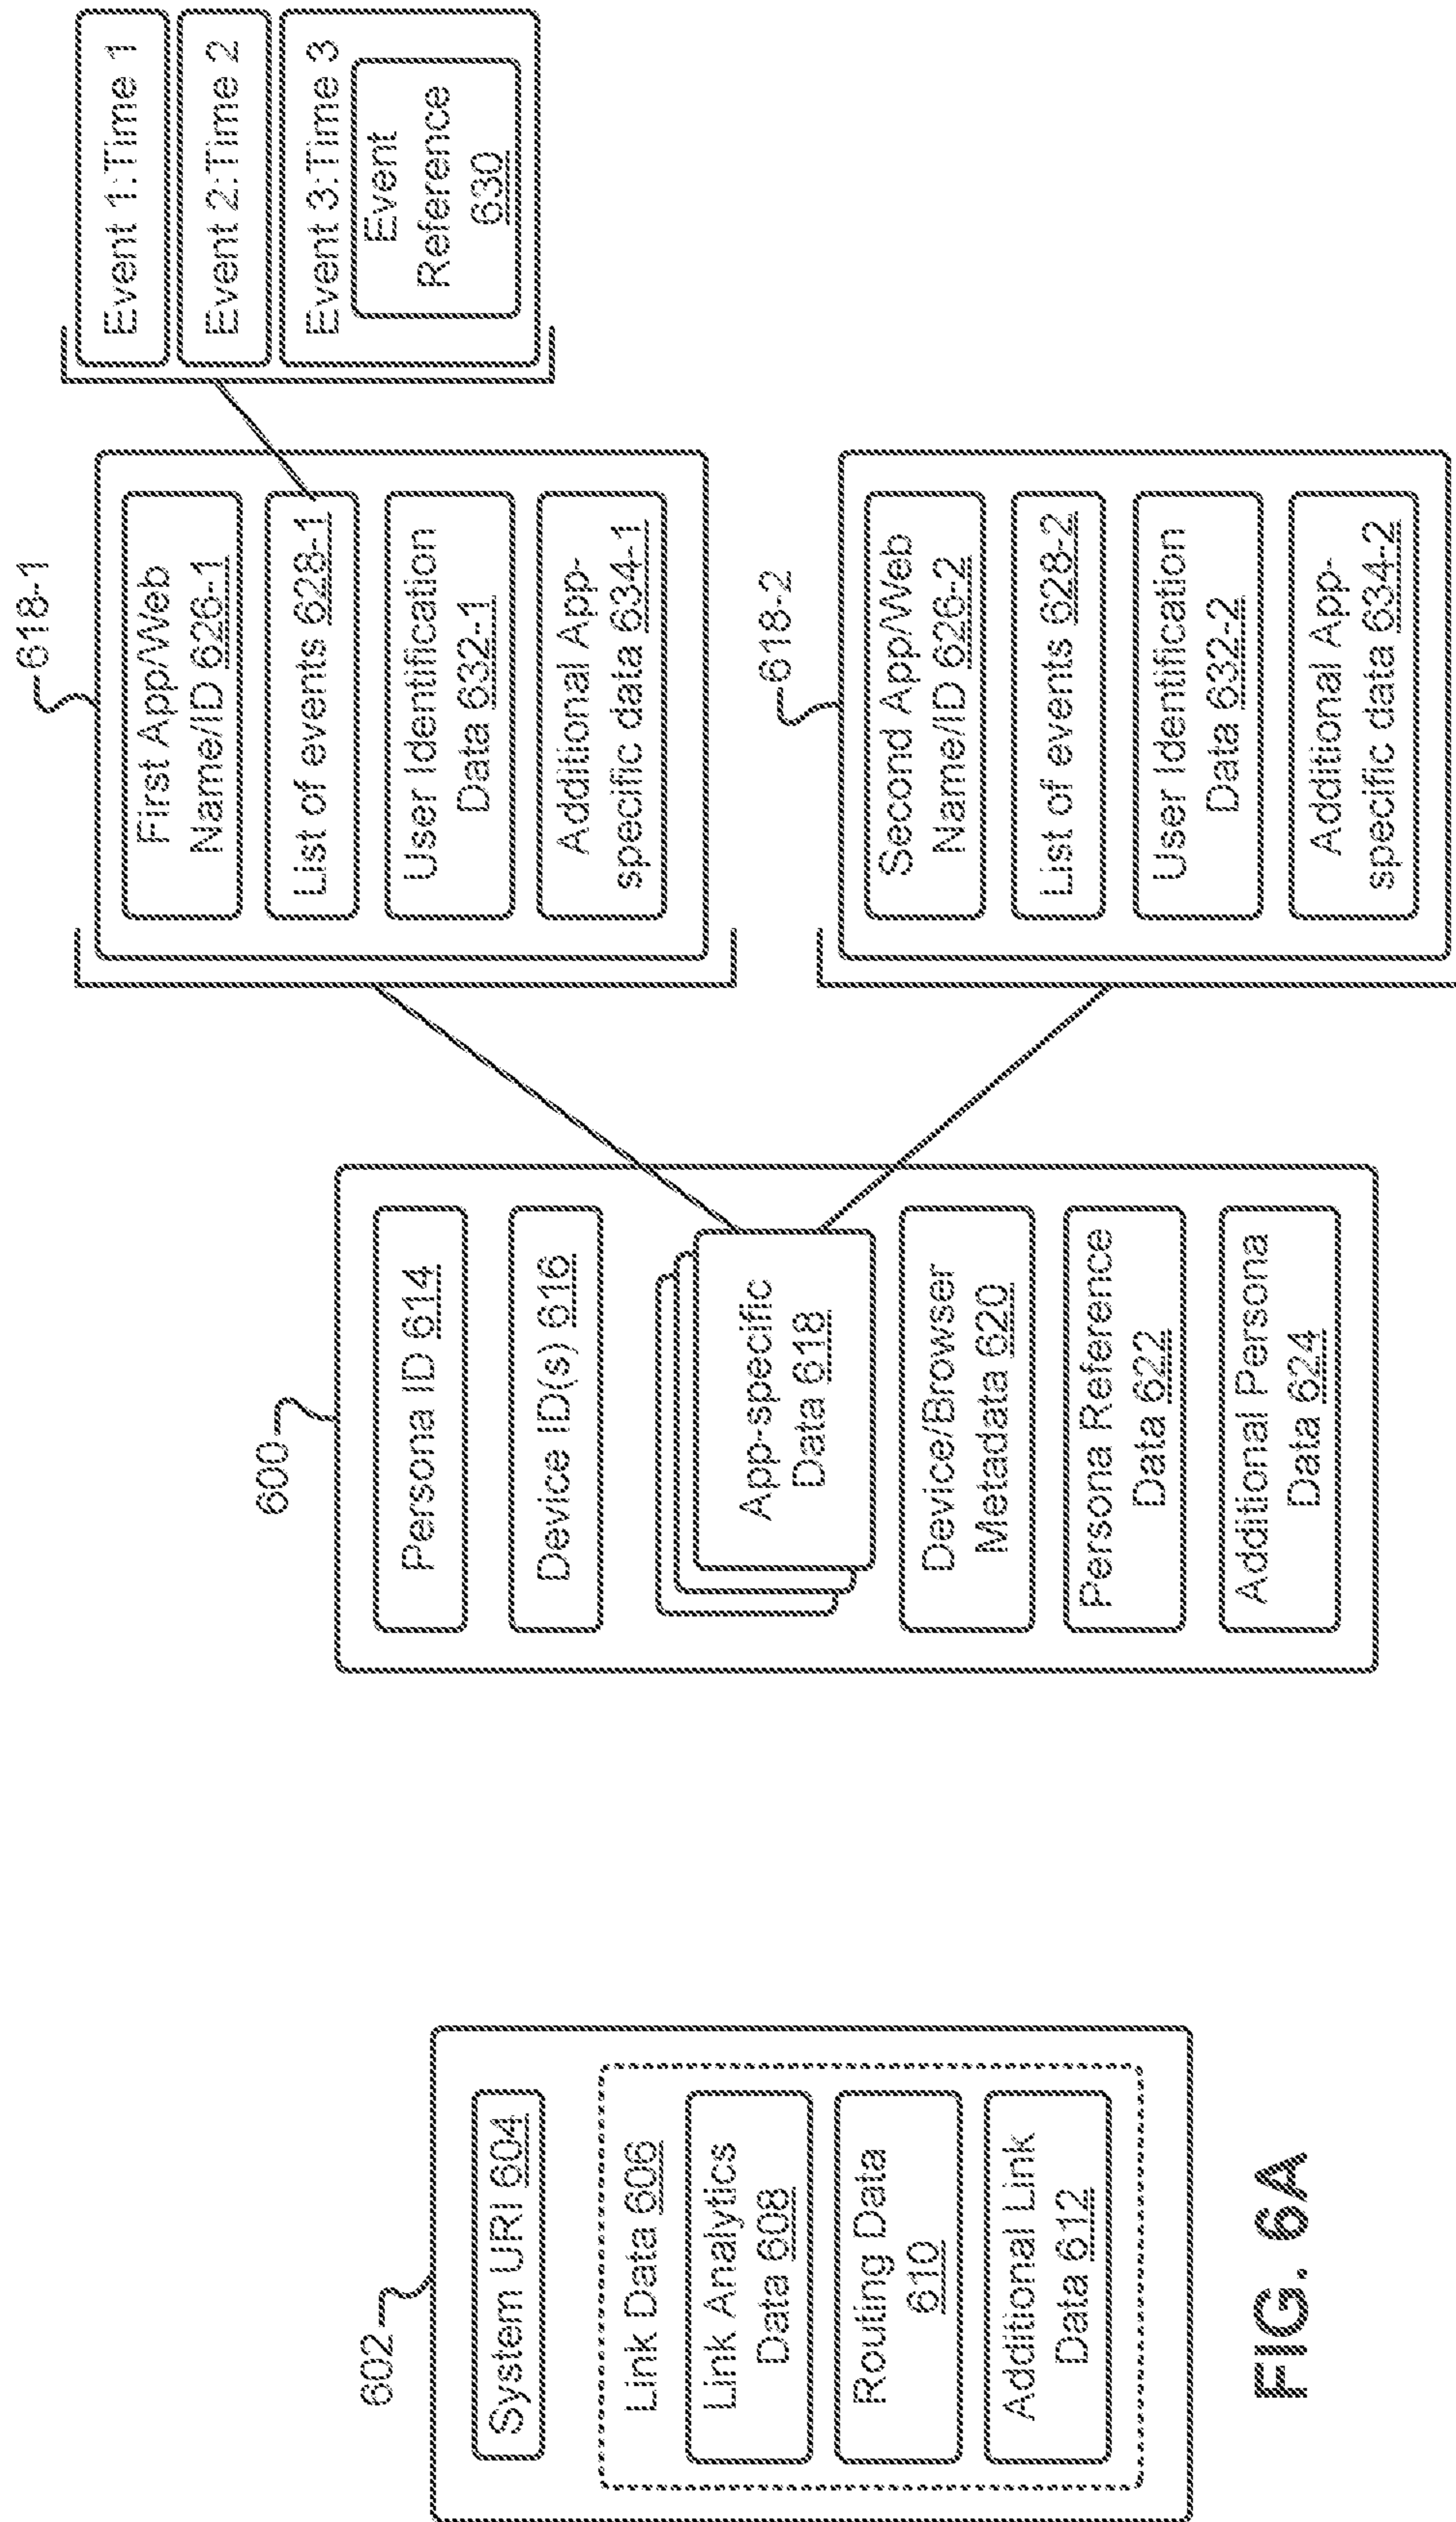 602
System URI 604
Link Data 606
Link Analytics
Data 608
Routing Data
610
Additional Link
Data 612
600
Persona ID 614
Device ID(s) 616
App-specific
Data 618
Device/Browser
Metadata 620
Persona Reference
Data 622
Additional Persona
Data 624
618-1
First App/Web
Name/ID 626-1
List of events 628-1
User Identification
Data 632-1
Additional App-
specific data 634-1
618-2
Second App/Web
Name/ID 626-2
List of events 628-2
User Identification
Data 632-2
Additional App-
specific data 634-2
Event 1:Time 1
Event 2:Time 2
Event 3:Time 3
Event
Reference
630
FIG. 6A